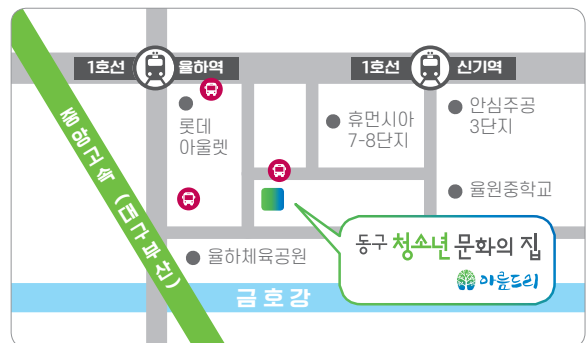 1호선
율하역
1호선
신기역
롯데
아울렛
휴먼시아
7-8단지
안심주공
3단지
율원중학교
중앙고속 (대구파산)
동구 청소년 문화의 집
아름드리
율하체육공원
금호강